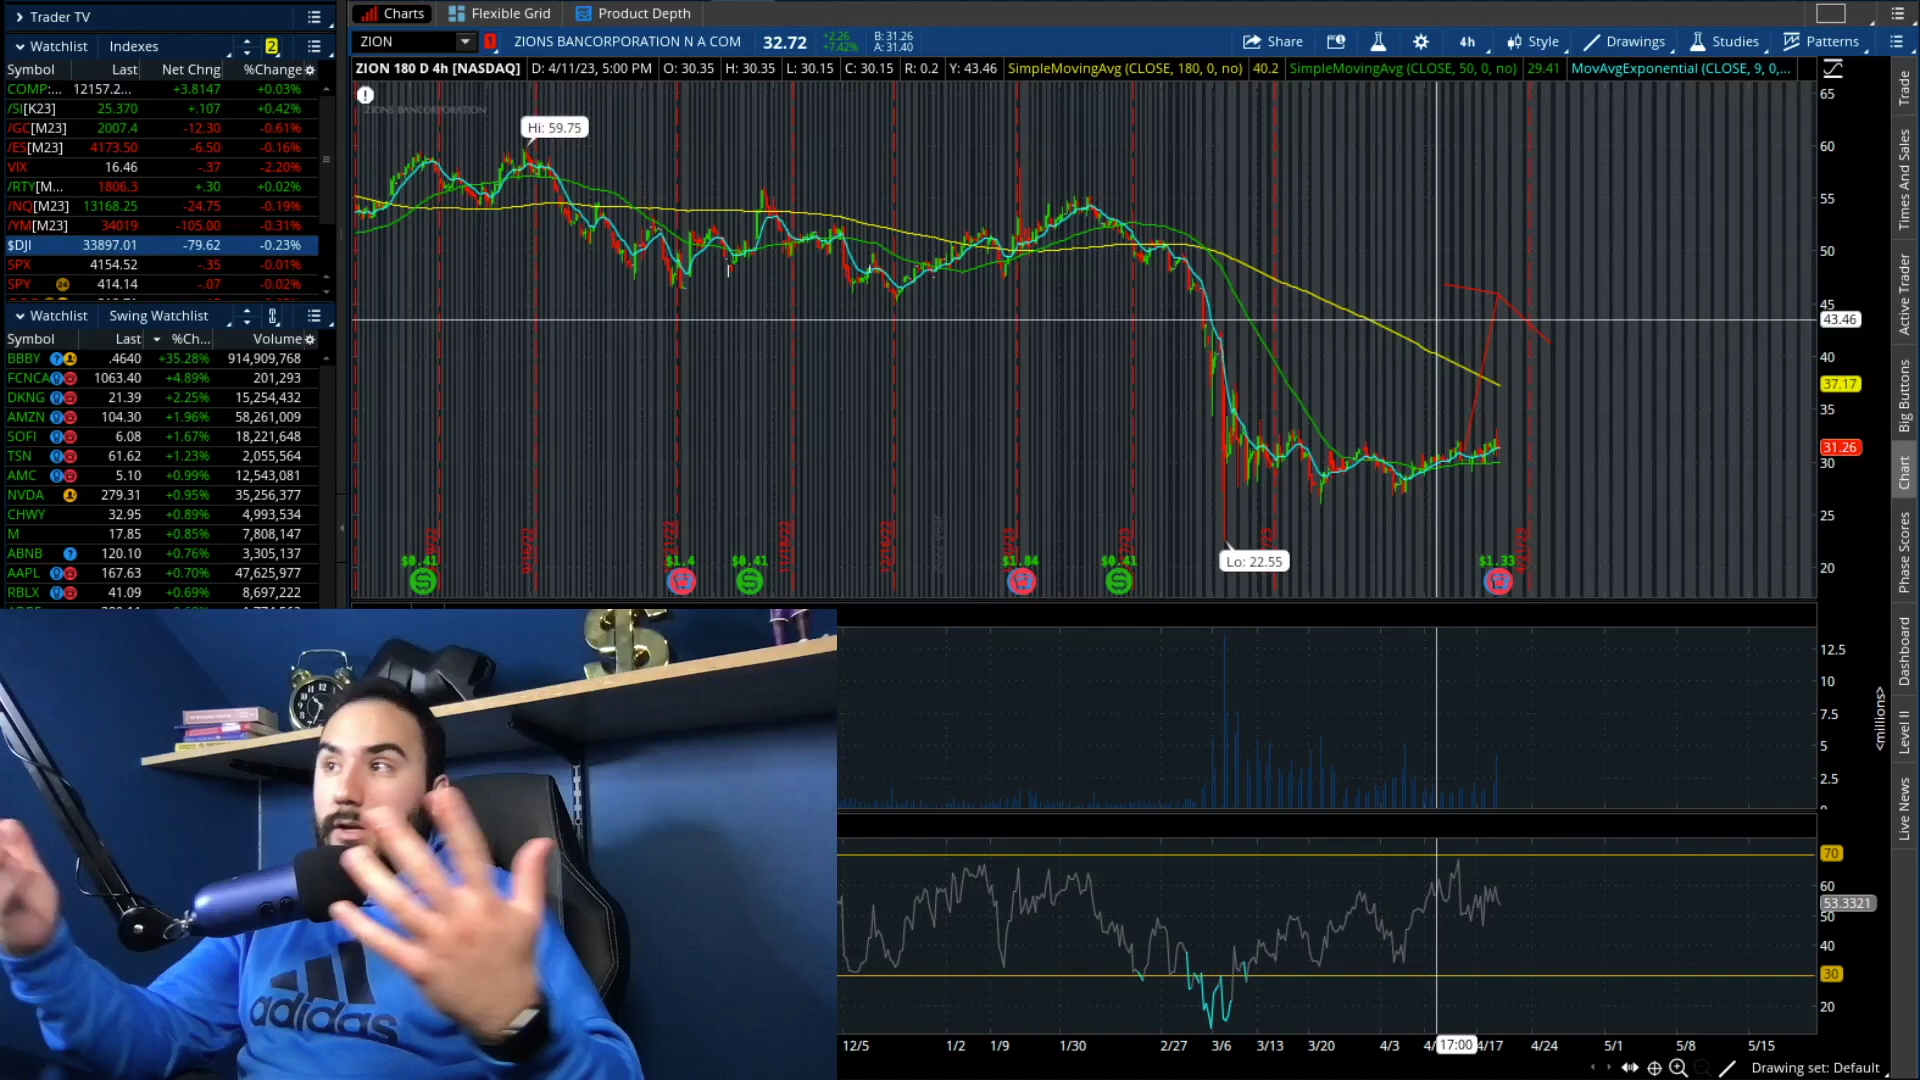 Trader TV
Charts
Flexible Grid
Product Depth
Watchlist Indexes 2
Symbol Last Net Chng %Change
COMP:... 12157.2... +3.8147 +0.03%
/SI[K23] 25.370 +.107 +0.42%
/GC[M23] 2007.4 -12.30 -0.61%
/ES[M23] 4173.50 -6.50 -0.16%
VIX 16.46 -.37 -2.20%
/RTY[M... 1806.3 +.30 +0.02%
/NQ[M23] 13168.25 -24.75 -0.19%
/YM[M23] 34019 -105.00 -0.31%
$DJI 33897.01 -79.62 -0.23%
SPX 4154.52 -.35 -0.01%
SPY 414.14 -.07 -0.02%
Watchlist Swing Watchlist
Symbol Last %Ch... Volume
BBBY .4640 +35.28% 914,909,768
FCNCA 1063.40 +4.89% 201,293
DKNG 21.39 +2.25% 15,254,432
AMZN 104.30 +1.96% 58,261,009
SOFI 6.08 +1.67% 18,221,648
TSN 61.62 +1.23% 2,055,564
AMC 5.10 +0.99% 12,543,081
NVDA 279.31 +0.95% 35,256,377
CHWY 32.95 +0.89% 4,993,534
M 17.85 +0.85% 7,808,147
ABNB 120.10 +0.76% 3,305,137
AAPL 167.63 +0.70% 47,625,977
RBLX 41.09 +0.69% 8,697,222
ZION 1 ZIONS BANCORPORATION N A COM 32.72 +2.26 +7.42% B: 31.26 A: 31.40
Share 4h Style Drawings Studies Patterns
ZION 180 D 4h [NASDAQ] D: 4/11/23, 5:00 PM O: 30.35 H: 30.35 L: 30.15 C: 30.15 R: 0.2 Y: 43.46 SimpleMovingAvg (CLOSE, 180, 0, no) 40.2 SimpleMovingAvg (CLOSE, 50, 0, no) 29.41 MovAvgExponential (CLOSE, 9, 0,...
ZIONS BANCORPORATION
Hi: 59.75
Lo: 22.55
65
60
55
50
45
43.46
40
37.17
35
31.26
30
25
20
$0.41
$1.4
$0.41
$1.84
$0.41
$1.33
12.5
10
7.5
5
2.5
<millions>
70
60
53.3321
50
40
30
20
12/5 1/2 1/9 1/30 2/27 3/6 3/13 3/20 4/3 17:00 4/17 4/24 5/1 5/8 5/15
Drawing set: Default
Trade
Times And Sales
Active Trader
Big Buttons
Chart
Phase Scores
Dashboard
Level II
Live News
adidas